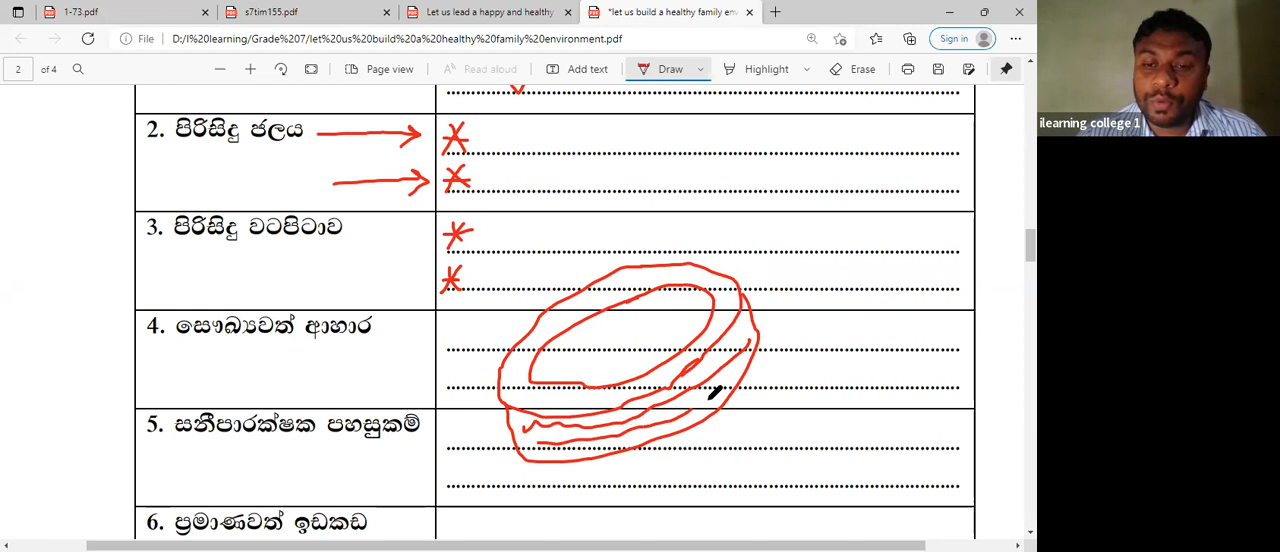 1-73.pdf
s7tim155.pdf
Let us lead a happy and healthy
*let us build a healthy family env
File
D:/I%20learning/Grade%207/let%20us%20build%20a%20healthy%20family%20environment.pdf
Sign in
2 of 4
Page view
Read aloud
Add text
Draw
Highlight
Erase
ilearning college 1
2. පිරිසිදු ජලය
3. පිරිසිදු වටපිටාව
4. සෞඛ්‍යවත් ආහාර
5. සනීපාරක්ෂක පහසුකම්
6. ප්‍රමාණවත් ඉඩකඩ